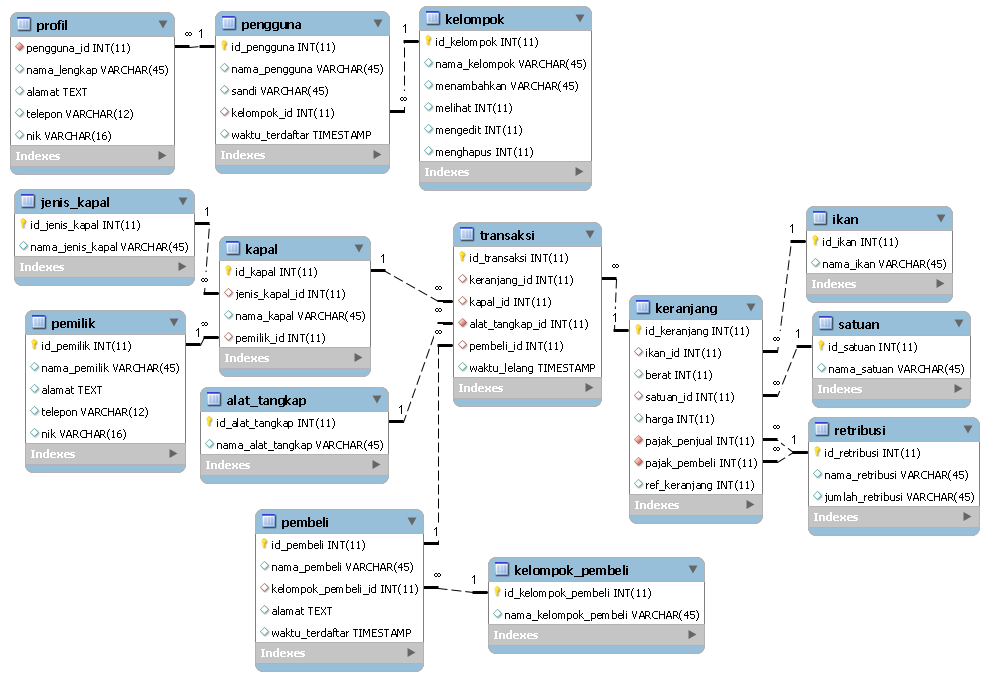 profil
pengguna_id INT(11)
nama_lengkap VARCHAR(45)
alamat TEXT
telepon VARCHAR(12)
nik VARCHAR(16)
Indexes
∞ 1
pengguna
id_pengguna INT(11)
nama_pengguna VARCHAR(45)
sandi VARCHAR(45)
kelompok_id INT(11)
waktu_terdaftar TIMESTAMP
Indexes
1
∞
kelompok
id_kelompok INT(11)
nama_kelompok VARCHAR(45)
menambahkan VARCHAR(45)
melihat INT(11)
mengedit INT(11)
menghapus INT(11)
Indexes
jenis_kapal
id_jenis_kapal INT(11)
nama_jenis_kapal VARCHAR(45)
Indexes
1
∞
kapal
id_kapal INT(11)
jenis_kapal_id INT(11)
nama_kapal VARCHAR(45)
pemilik_id INT(11)
Indexes
1
∞
pemilik
id_pemilik INT(11)
nama_pemilik VARCHAR(45)
alamat TEXT
telepon VARCHAR(12)
nik VARCHAR(16)
Indexes
1
∞
alat_tangkap
id_alat_tangkap INT(11)
nama_alat_tangkap VARCHAR(45)
Indexes
1
∞
transaksi
id_transaksi INT(11)
keranjang_id INT(11)
kapal_id INT(11)
alat_tangkap_id INT(11)
pembeli_id INT(11)
waktu_lelang TIMESTAMP
Indexes
∞
1
∞
keranjang
id_keranjang INT(11)
ikan_id INT(11)
berat INT(11)
satuan_id INT(11)
harga INT(11)
pajak_penjual INT(11)
pajak_pembeli INT(11)
ref_keranjang INT(11)
Indexes
1
∞
ikan
id_ikan INT(11)
nama_ikan VARCHAR(45)
Indexes
1
∞
satuan
id_satuan INT(11)
nama_satuan VARCHAR(45)
Indexes
∞
∞
1
retribusi
id_retribusi INT(11)
nama_retribusi VARCHAR(45)
jumlah_retribusi VARCHAR(45)
Indexes
pembeli
id_pembeli INT(11)
nama_pembeli VARCHAR(45)
kelompok_pembeli_id INT(11)
alamat TEXT
waktu_terdaftar TIMESTAMP
Indexes
1
∞ 1
kelompok_pembeli
id_kelompok_pembeli INT(11)
nama_kelompok_pembeli VARCHAR(45)
Indexes